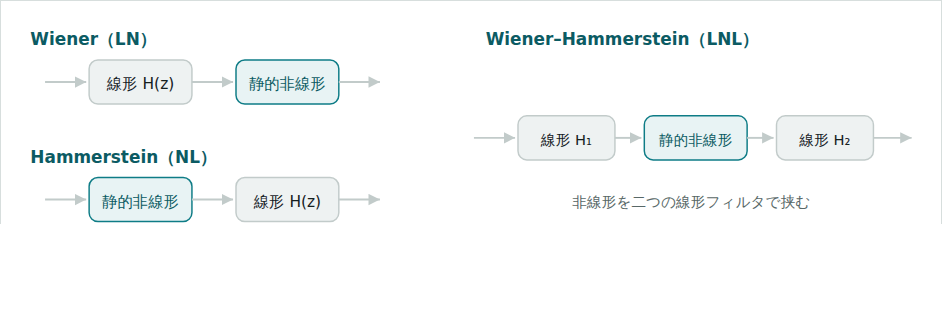 Wiener（LN）
線形 H(z)
静的非線形
Hammerstein（NL）
静的非線形
線形 H(z)
Wiener–Hammerstein（LNL）
線形 H₁
静的非線形
線形 H₂
非線形を二つの線形フィルタで挟む